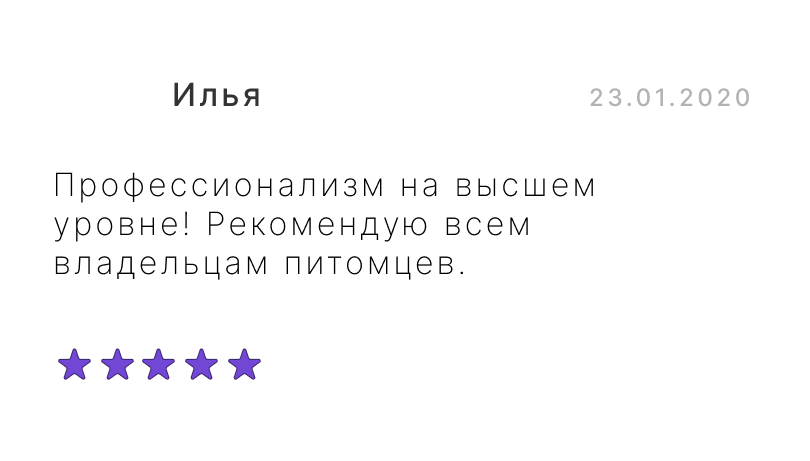 Илья 23.01.2020
Профессионализм на высшем
уровне! Рекомендую всем
владельцам питомцев.